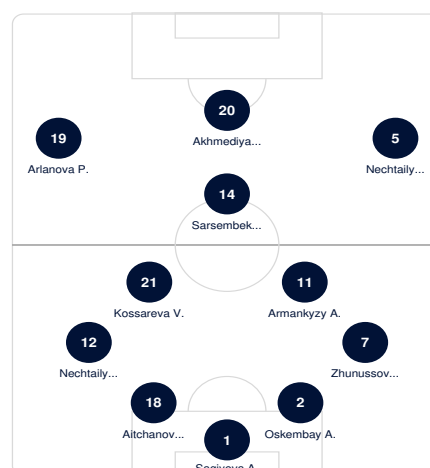 20
Akhmediya...
19
Arlanova P.
5
Nechtaily...
14
Sarsembek...
21
Kossareva V.
11
Armankyzy A.
12
Nechtaily...
7
Zhunussov...
18
Aitchanov...
2
Oskembay A.
1